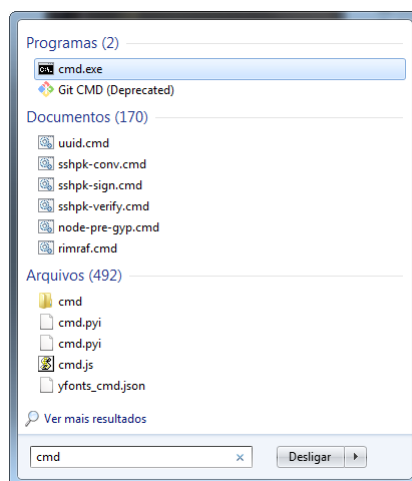 Programas (2)
cmd.exe
Git CMD (Deprecated)
Documentos (170)
uuid.cmd
sshpk-conv.cmd
sshpk-sign.cmd
sshpk-verify.cmd
node-pre-gyp.cmd
rimraf.cmd
Arquivos (492)
cmd
cmd.pyi
cmd.pyi
cmd.js
yfonts_cmd.json
Ver mais resultados
cmd
Desligar